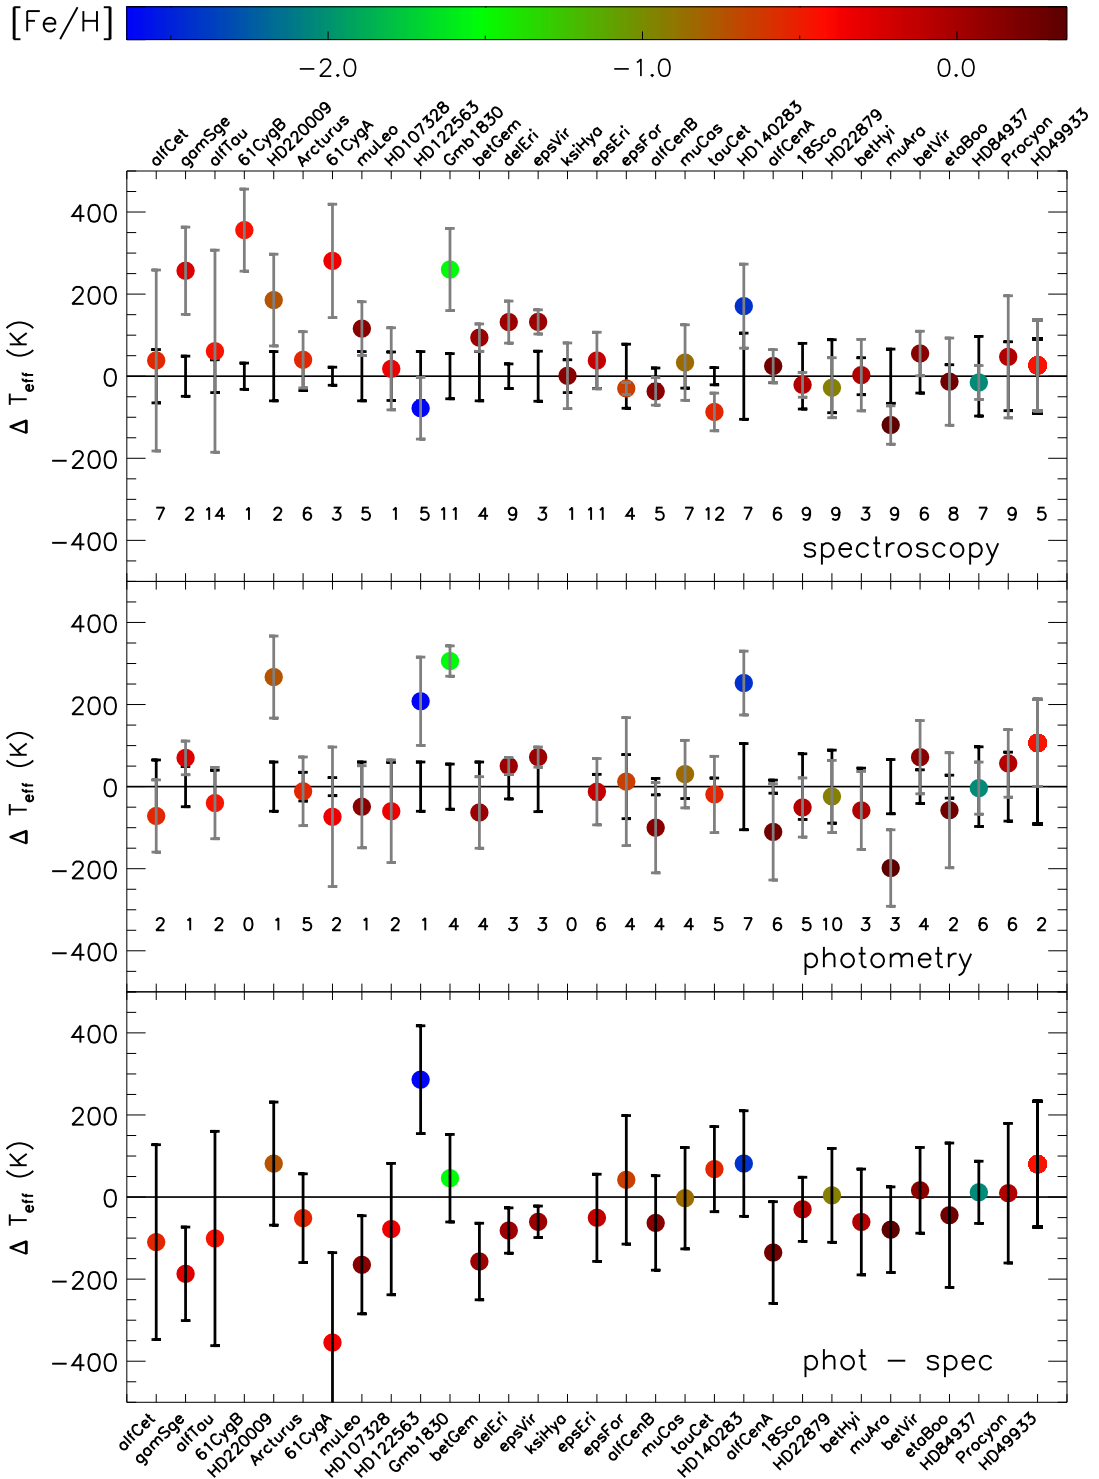 [Fe/H]
−2.0 −1.0 0.0
alfCet gamSge alfTau 61CygB HD220009 Arcturus 61CygA muLeo HD107328 HD122563 Gmb1830 betGem delEri epsVir ksiHya epsEri epsFor alfCenB muCas tauCet HD140283 alfCenA 18Sco HD22879 betHyi muAra betVir etaBoo HD84937 Procyon HD49933
400
200
0
−200
−400
Δ Teff (K)
7 2 14 1 2 6 3 5 1 5 11 4 9 3 1 11 4 5 7 12 7 6 9 9 3 9 6 8 7 9 5
spectroscopy
400
200
0
−200
−400
Δ Teff (K)
2 1 2 0 1 5 2 1 2 1 4 4 3 3 0 6 4 4 4 5 7 6 5 10 3 3 4 2 6 6 2
photometry
400
200
0
−200
−400
Δ Teff (K)
phot − spec
alfCet gamSge alfTau 61CygB HD220009 Arcturus 61CygA muLeo HD107328 HD122563 Gmb1830 betGem delEri epsVir ksiHya epsEri epsFor alfCenB muCas tauCet HD140283 alfCenA 18Sco HD22879 betHyi muAra betVir etaBoo HD84937 Procyon HD49933